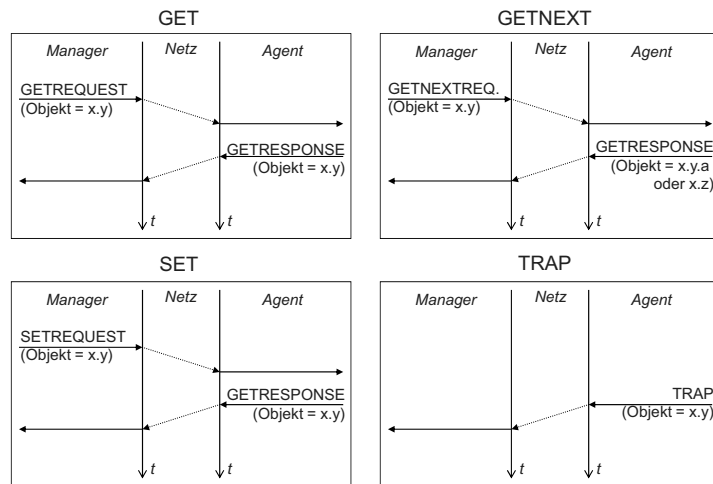 GET
Manager
Netz
Agent
GETREQUEST
(Objekt = x.y)
GETRESPONSE
(Objekt = x.y)
t
t
GETNEXT
Manager
Netz
Agent
GETNEXTREQ.
(Objekt = x.y)
GETRESPONSE
(Objekt = x.y.a
oder x.z)
t
t
SET
Manager
Netz
Agent
SETREQUEST
(Objekt = x.y)
GETRESPONSE
(Objekt = x.y)
t
t
TRAP
Manager
Netz
Agent
TRAP
(Objekt = x.y)
t
t